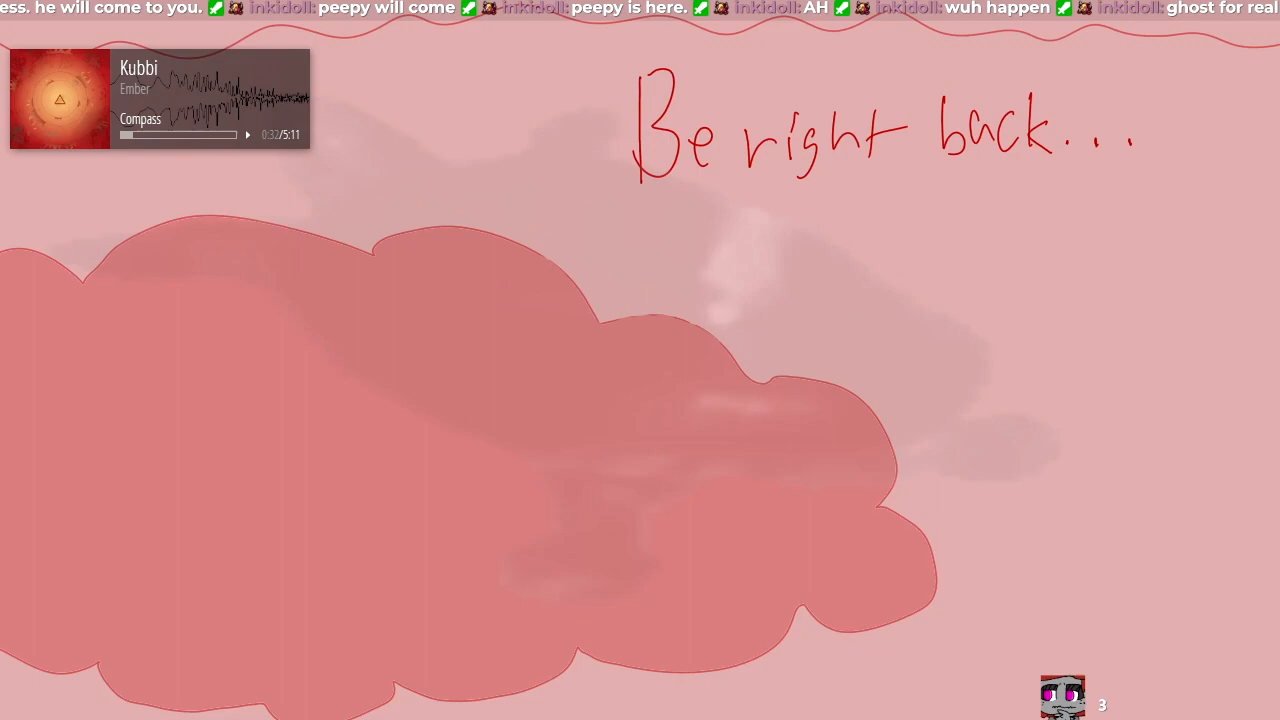 ess. he will come to you. inkidoll: peepy will come inkidoll: peepy is here. inkidoll: AH inkidoll: wuh happen inkidoll: ghost for real
Kubbi
Ember
Compass
0:32/5:11
Be right back...
3